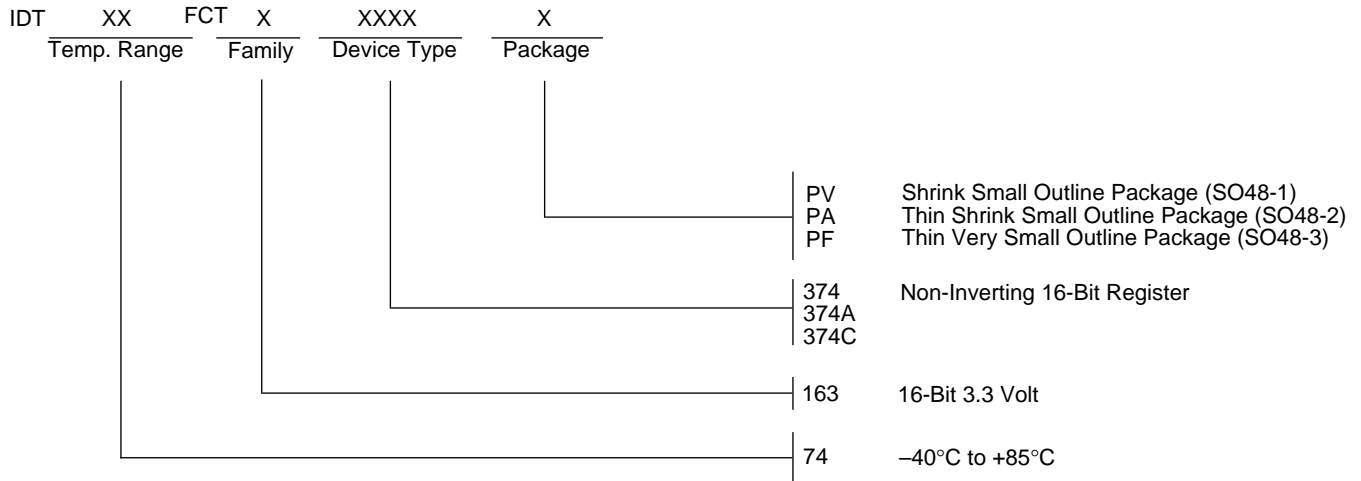 IDT XX FCT X XXXX X
Temp. Range Family Device Type Package
PV Shrink Small Outline Package (SO48-1)
PA Thin Shrink Small Outline Package (SO48-2)
PF Thin Very Small Outline Package (SO48-3)
374 Non-Inverting 16-Bit Register
374A
374C
163 16-Bit 3.3 Volt
74 –40°C to +85°C